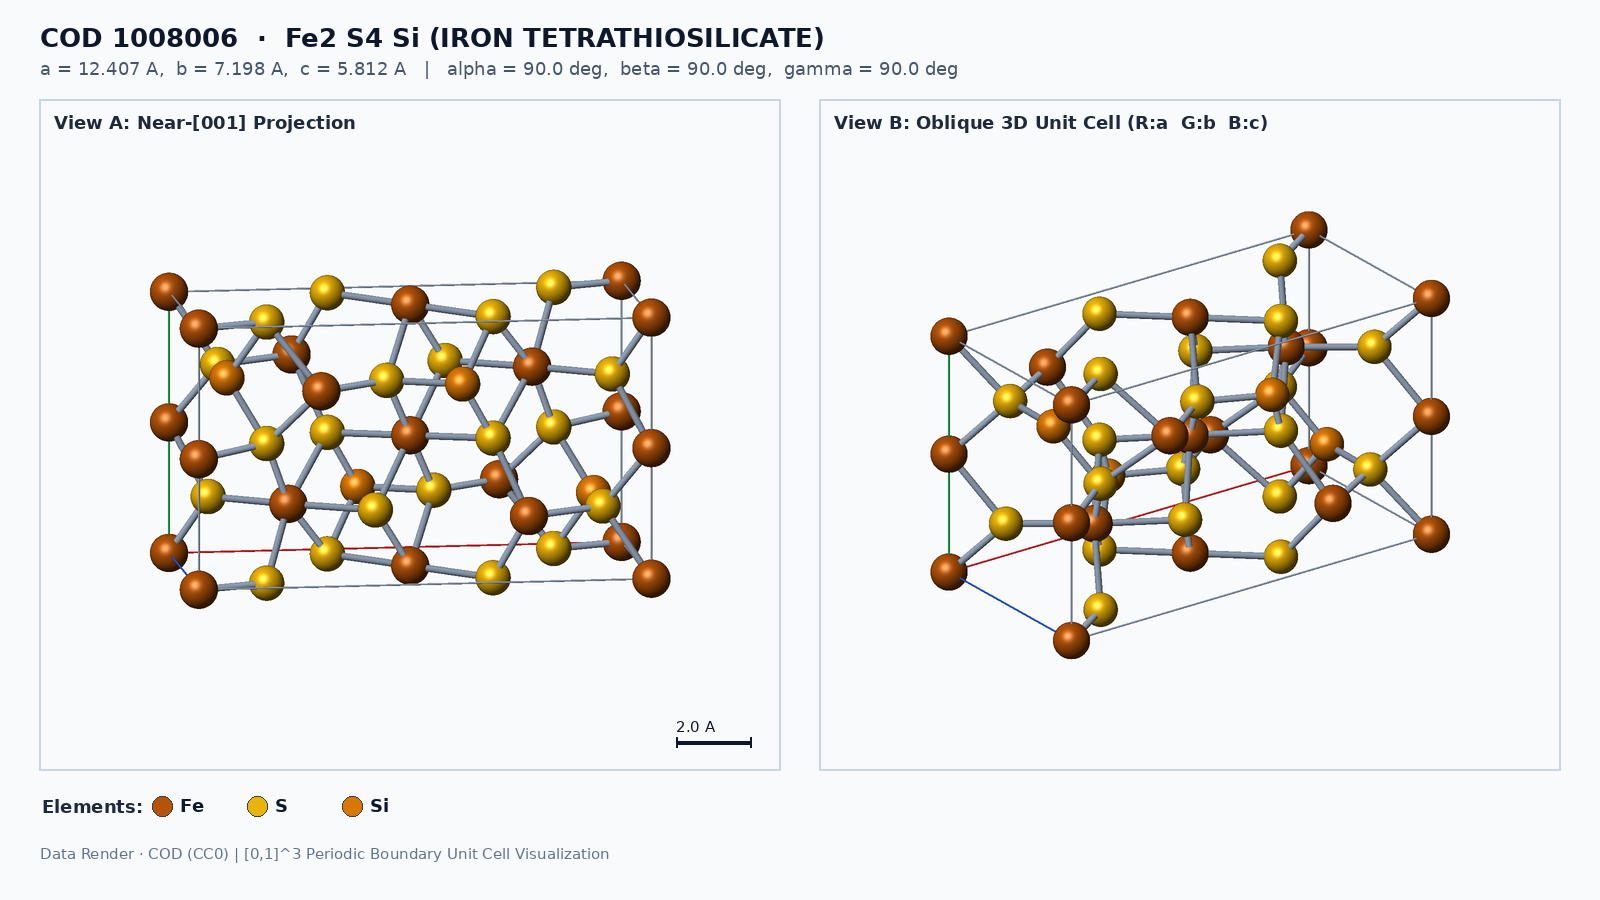 COD 1008006  ·  Fe2 S4 Si (IRON TETRATHIOSILICATE)
a = 12.407 A,  b = 7.198 A,  c = 5.812 A   |   alpha = 90.0 deg,  beta = 90.0 deg,  gamma = 90.0 deg
View A: Near-[001] Projection
View B: Oblique 3D Unit Cell (R:a  G:b  B:c)
2.0 A
Elements: Fe S Si
Data Render · COD (CC0) | [0,1]^3 Periodic Boundary Unit Cell Visualization